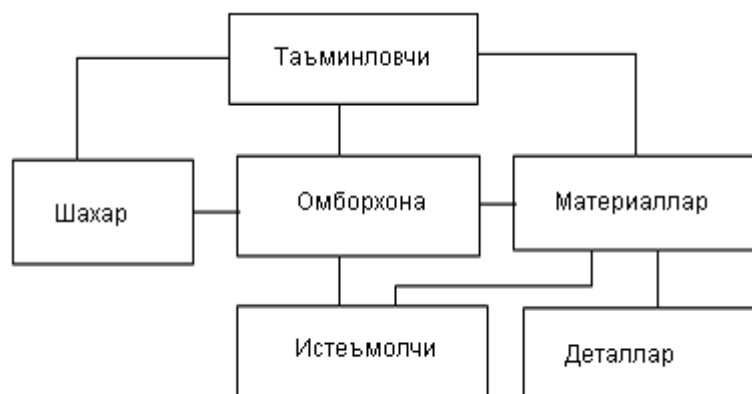 Таъминловчи
Шахар
Омборхона
Материаллар
Истеъмолчи
Деталлар